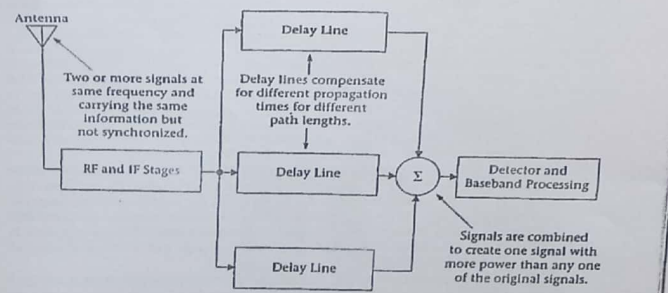 Antenna
Delay Line
Two or more signals at
same frequency and
carrying the same
information but
not synchronized.
Delay lines compensate
for different propagation
times for different
path lengths.
RF and IF Stages
Delay Line
Σ
Detector and
Baseband Processing
Signals are combined
to create one signal with
more power than any one
of the original signals.
Delay Line